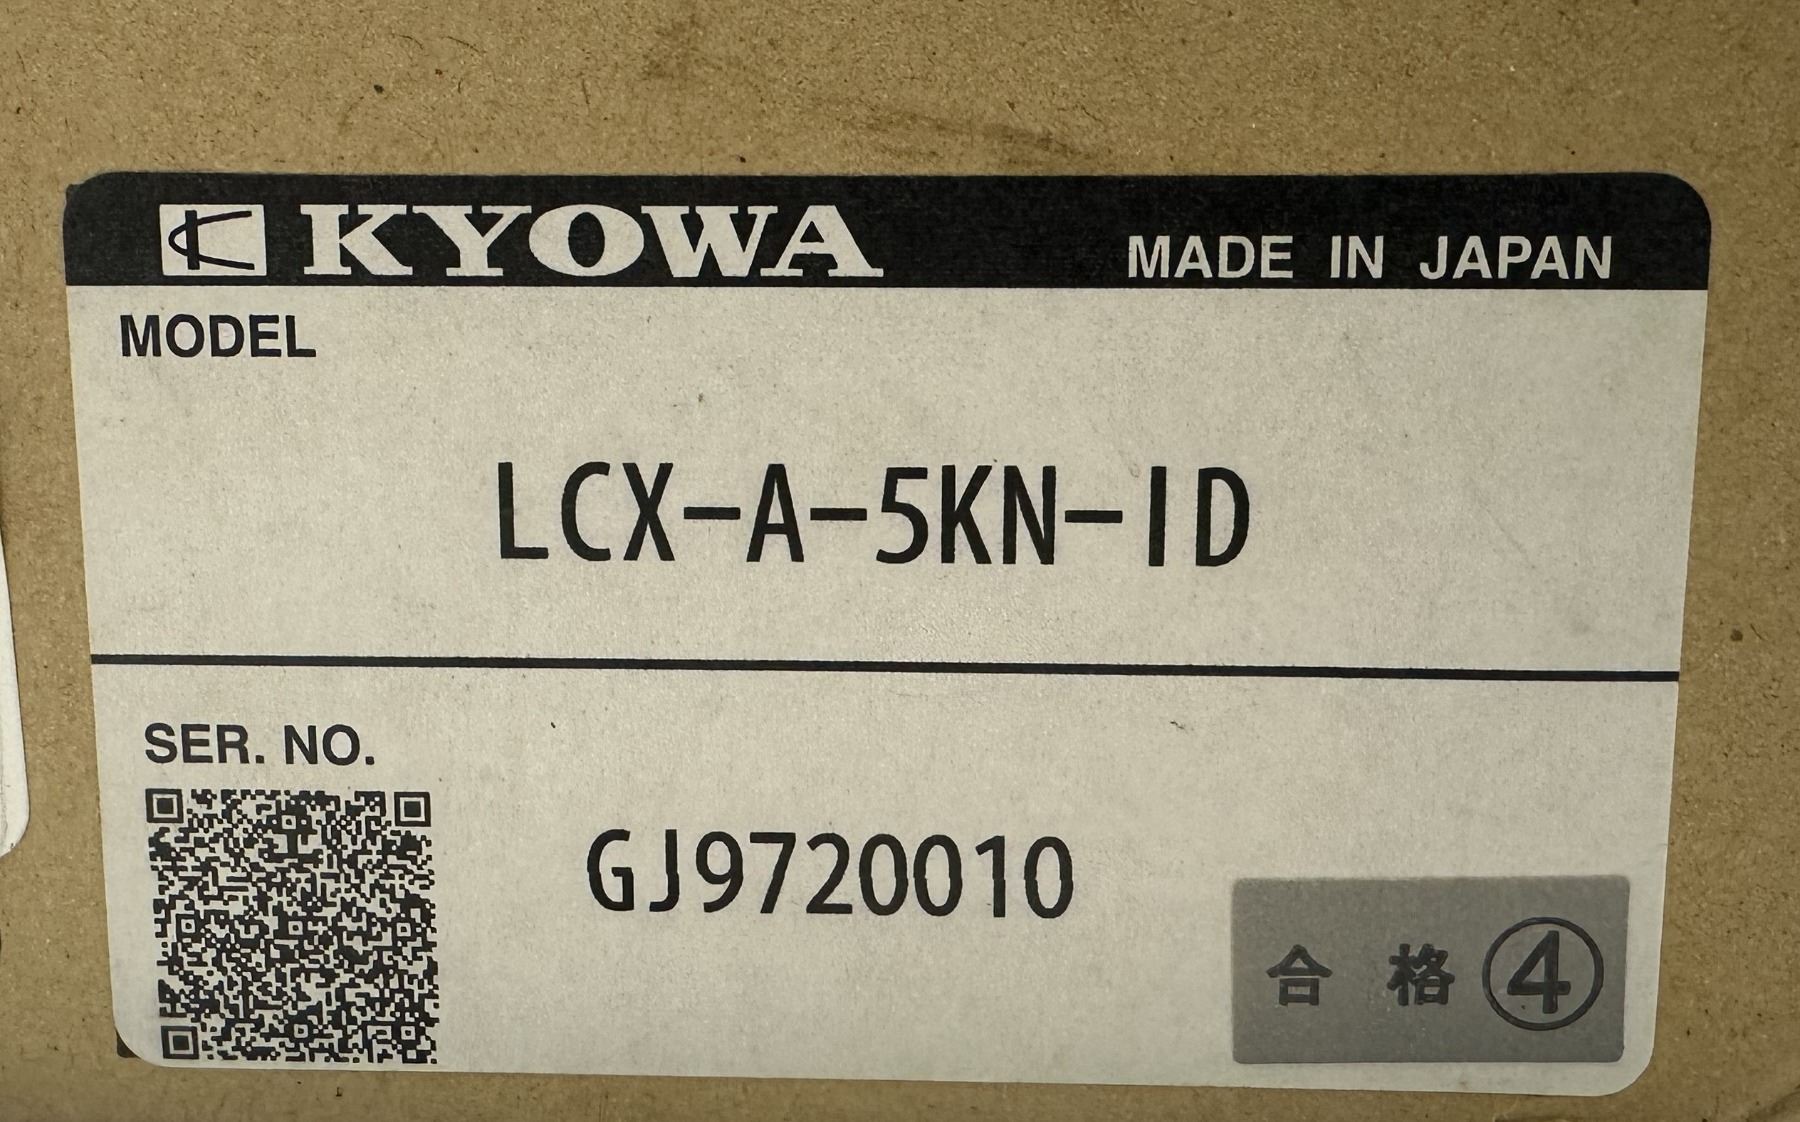 KYOWA
MADE IN JAPAN
MODEL
LCX-A-5KN-ID
SER. NO.
GJ9720010
合 格 ④